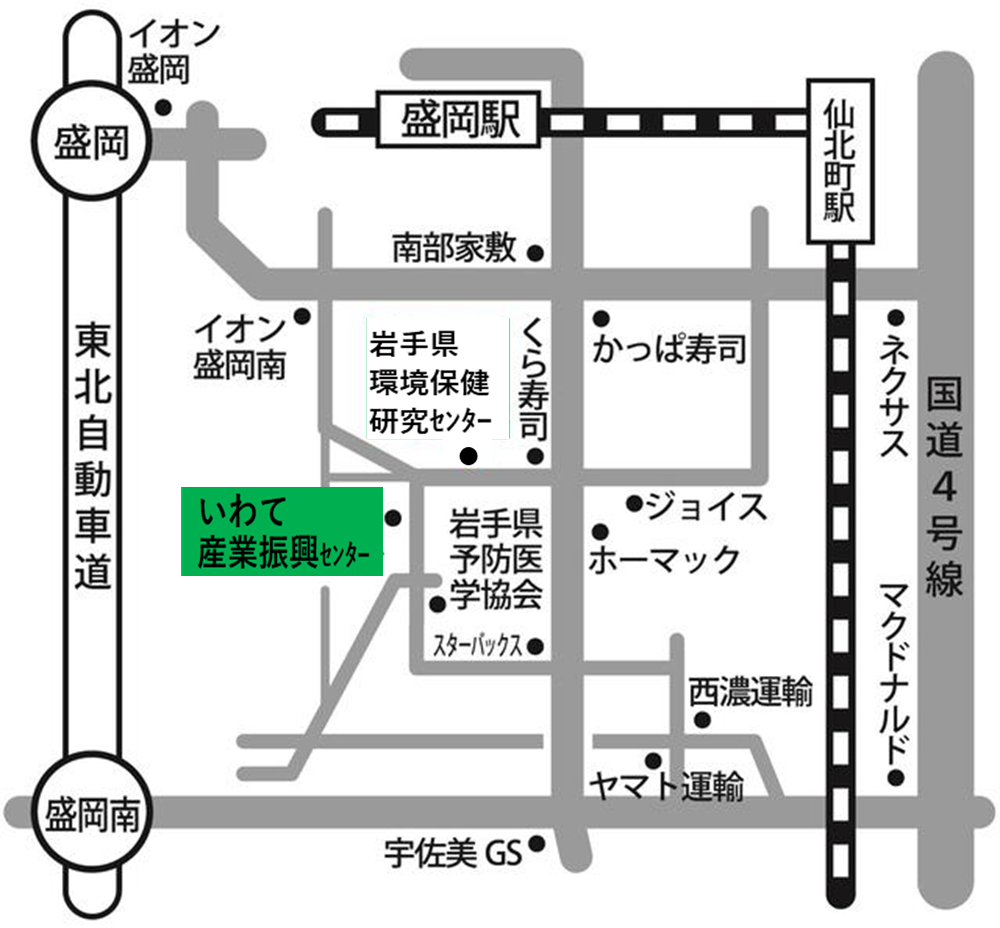 イオン
盛岡
盛岡
盛岡駅
仙北町駅
南部家敷
イオン
盛岡南
岩手県
環境保健
研究ｾﾝﾀｰ
くら寿司
かっぱ寿司
ネクサス
東北自動車道
国道4号線
いわて
産業振興ｾﾝﾀｰ
岩手県
予防医
学協会
ジョイス
ホーマック
ｽﾀｰﾊﾞｯｸｽ
マクドナルド
西濃運輸
ヤマト運輸
盛岡南
宇佐美 GS